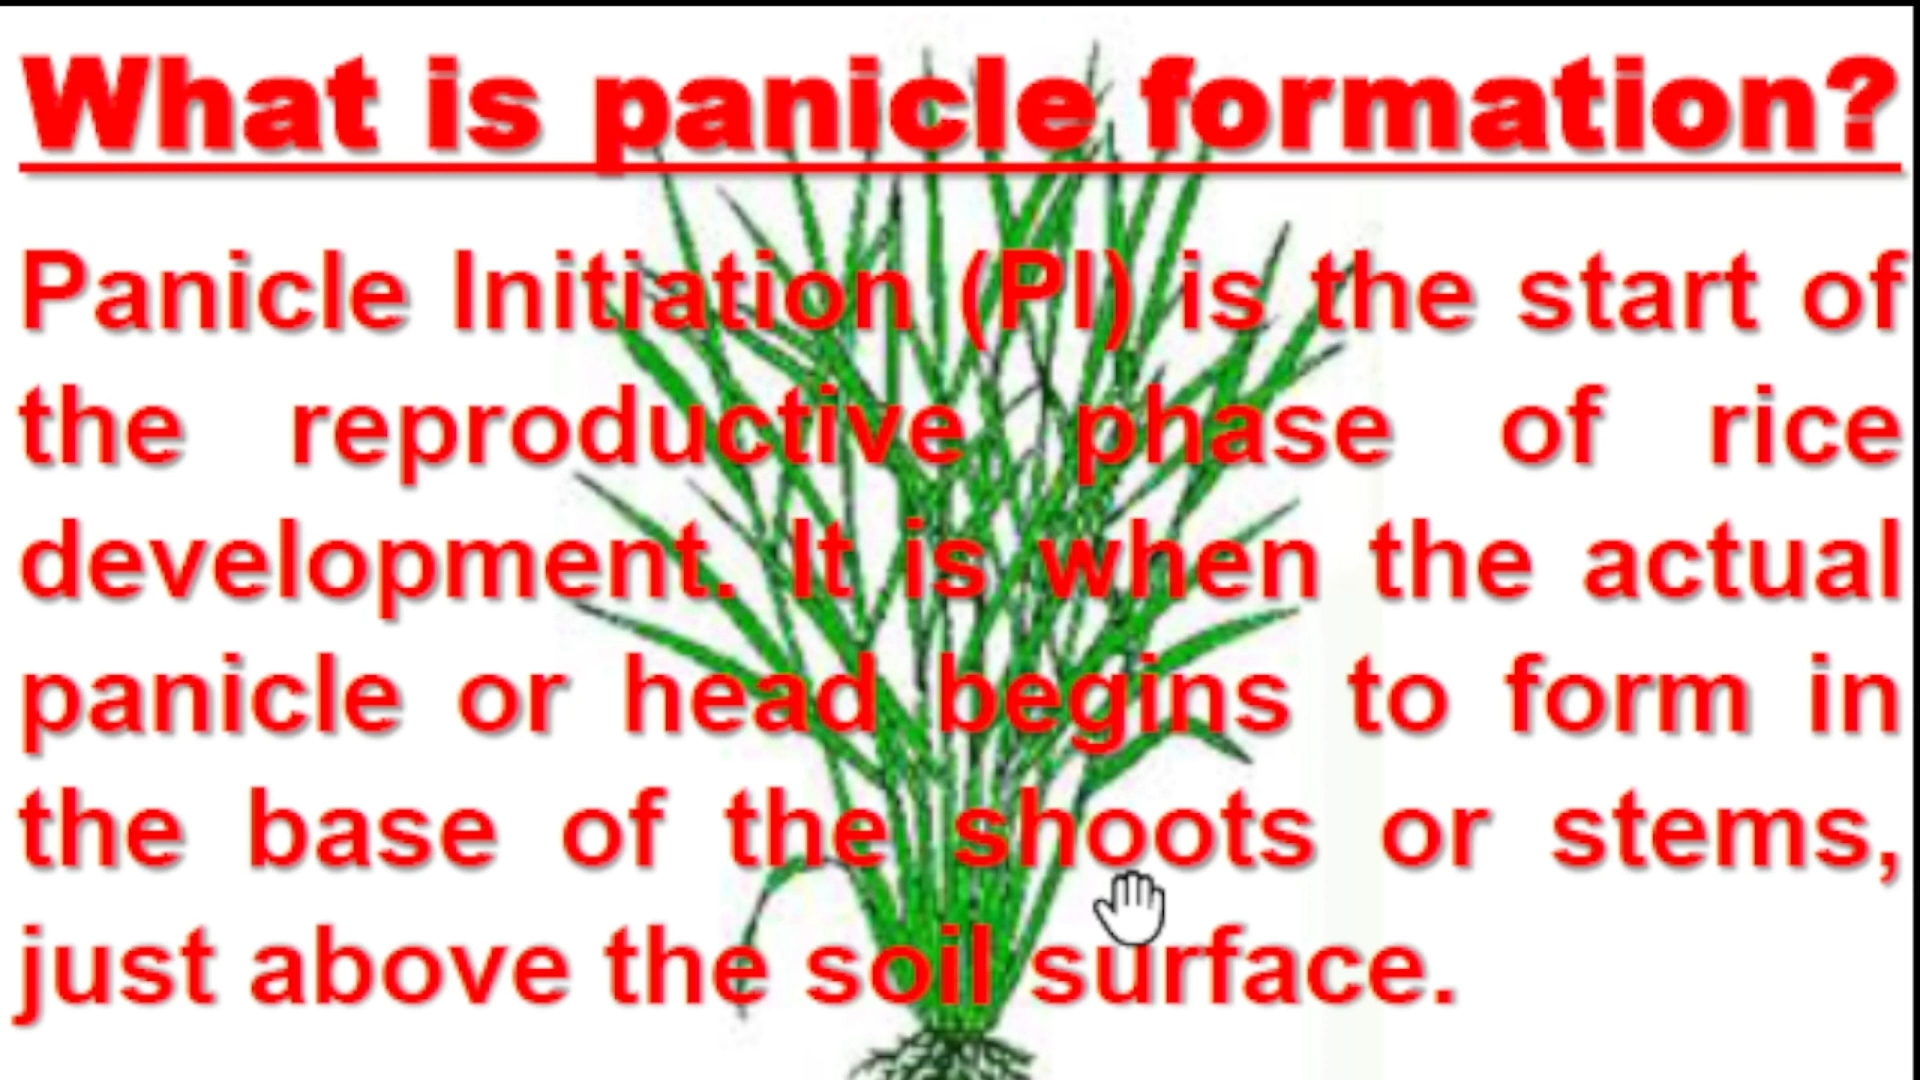 What is panicle formation?
Panicle Initiation (PI) is the start of
the reproductive phase of rice
development. It is when the actual
panicle or head begins to form in
the base of the shoots or stems,
just above the soil surface.